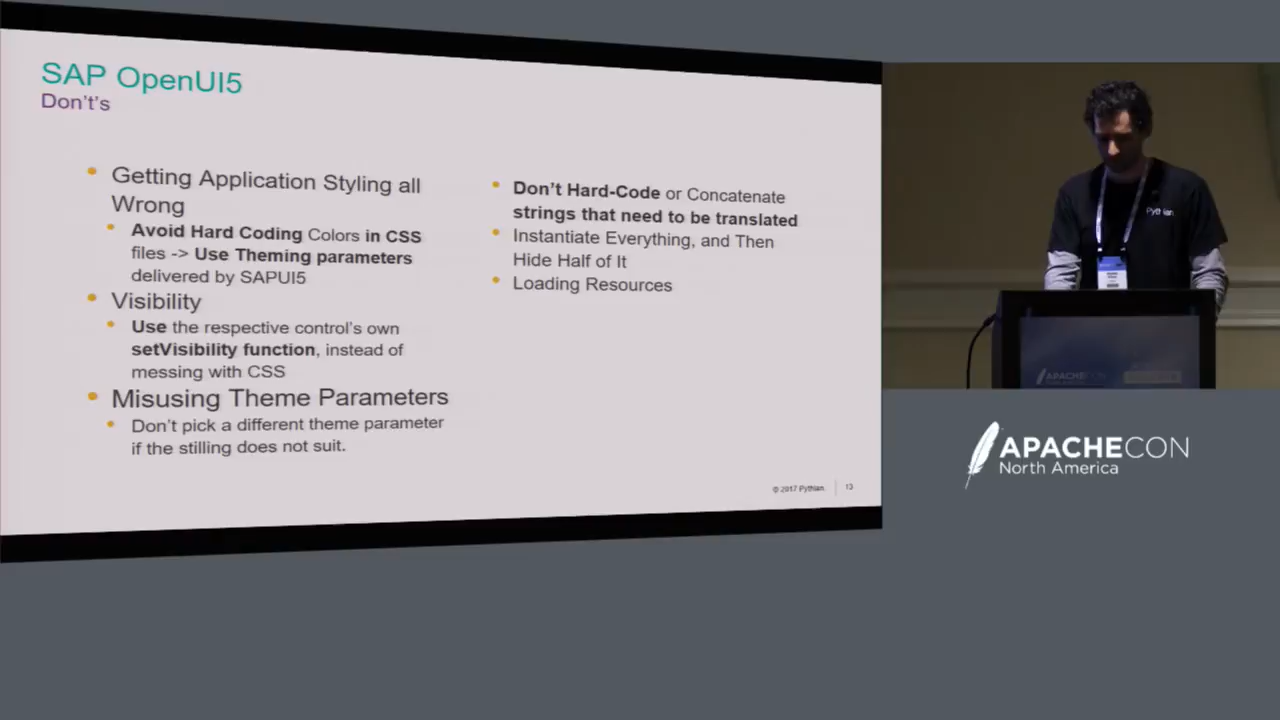 SAP OpenUI5
Don't's
Getting Application Styling all
Wrong
Avoid Hard Coding Colors in CSS
files -> Use Theming parameters
delivered by SAPUI5
Visibility
Use the respective control's own
setVisibility function, instead of
messing with CSS
Misusing Theme Parameters
Don't pick a different theme parameter
if the stilling does not suit.
Don't Hard-Code or Concatenate
strings that need to be translated
Instantiate Everything, and Then
Hide Half of It
Loading Resources
© 2017 Pythian
13
Pythian
APACHECON
APACHECON
North America